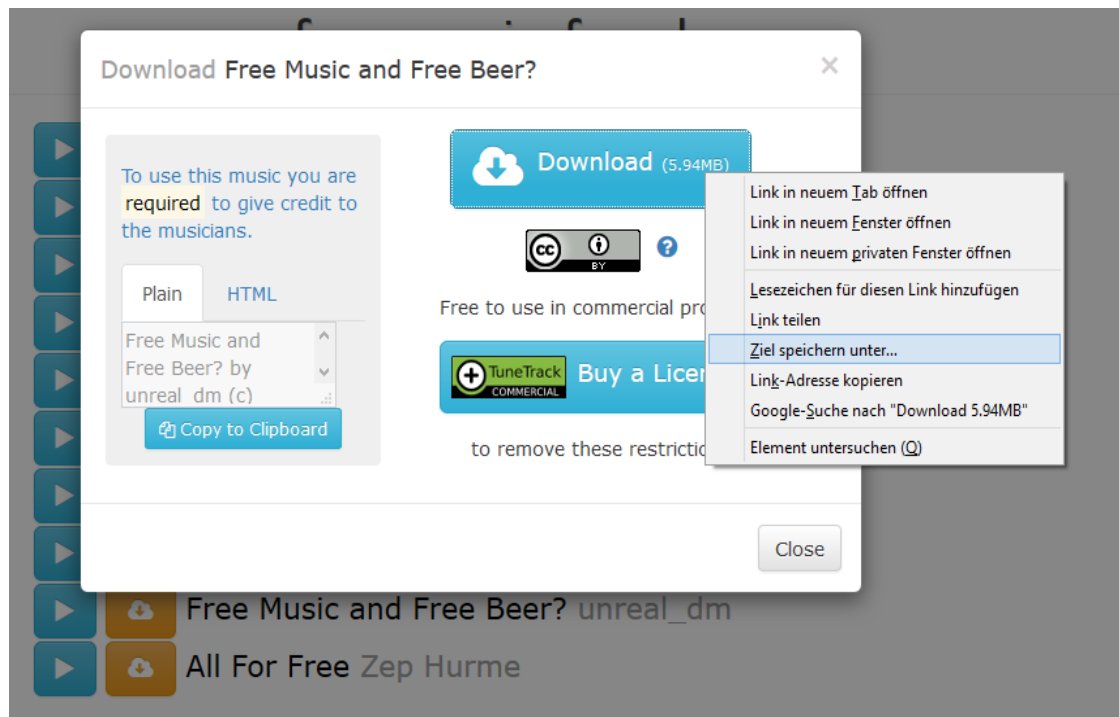 Download Free Music and Free Beer?
×
To use this music you are
required to give credit to
the musicians.
Plain HTML
Free Music and
Free Beer? by
unreal_dm (c)
Copy to Clipboard
Download (5.94MB)
cc BY
?
Free to use in commercial
TuneTrack
COMMERCIAL
Buy a
to remove these
Close
Link in neuem Tab öffnen
Link in neuem Fenster öffnen
Link in neuem privaten Fenster öffnen
Lesezeichen für diesen Link hinzufügen
Link teilen
Ziel speichern unter...
Link-Adresse kopieren
Google-Suche nach "Download 5.94MB"
Element untersuchen (Q)
Free Music and Free Beer? unreal_dm
All For Free Zep Hurme